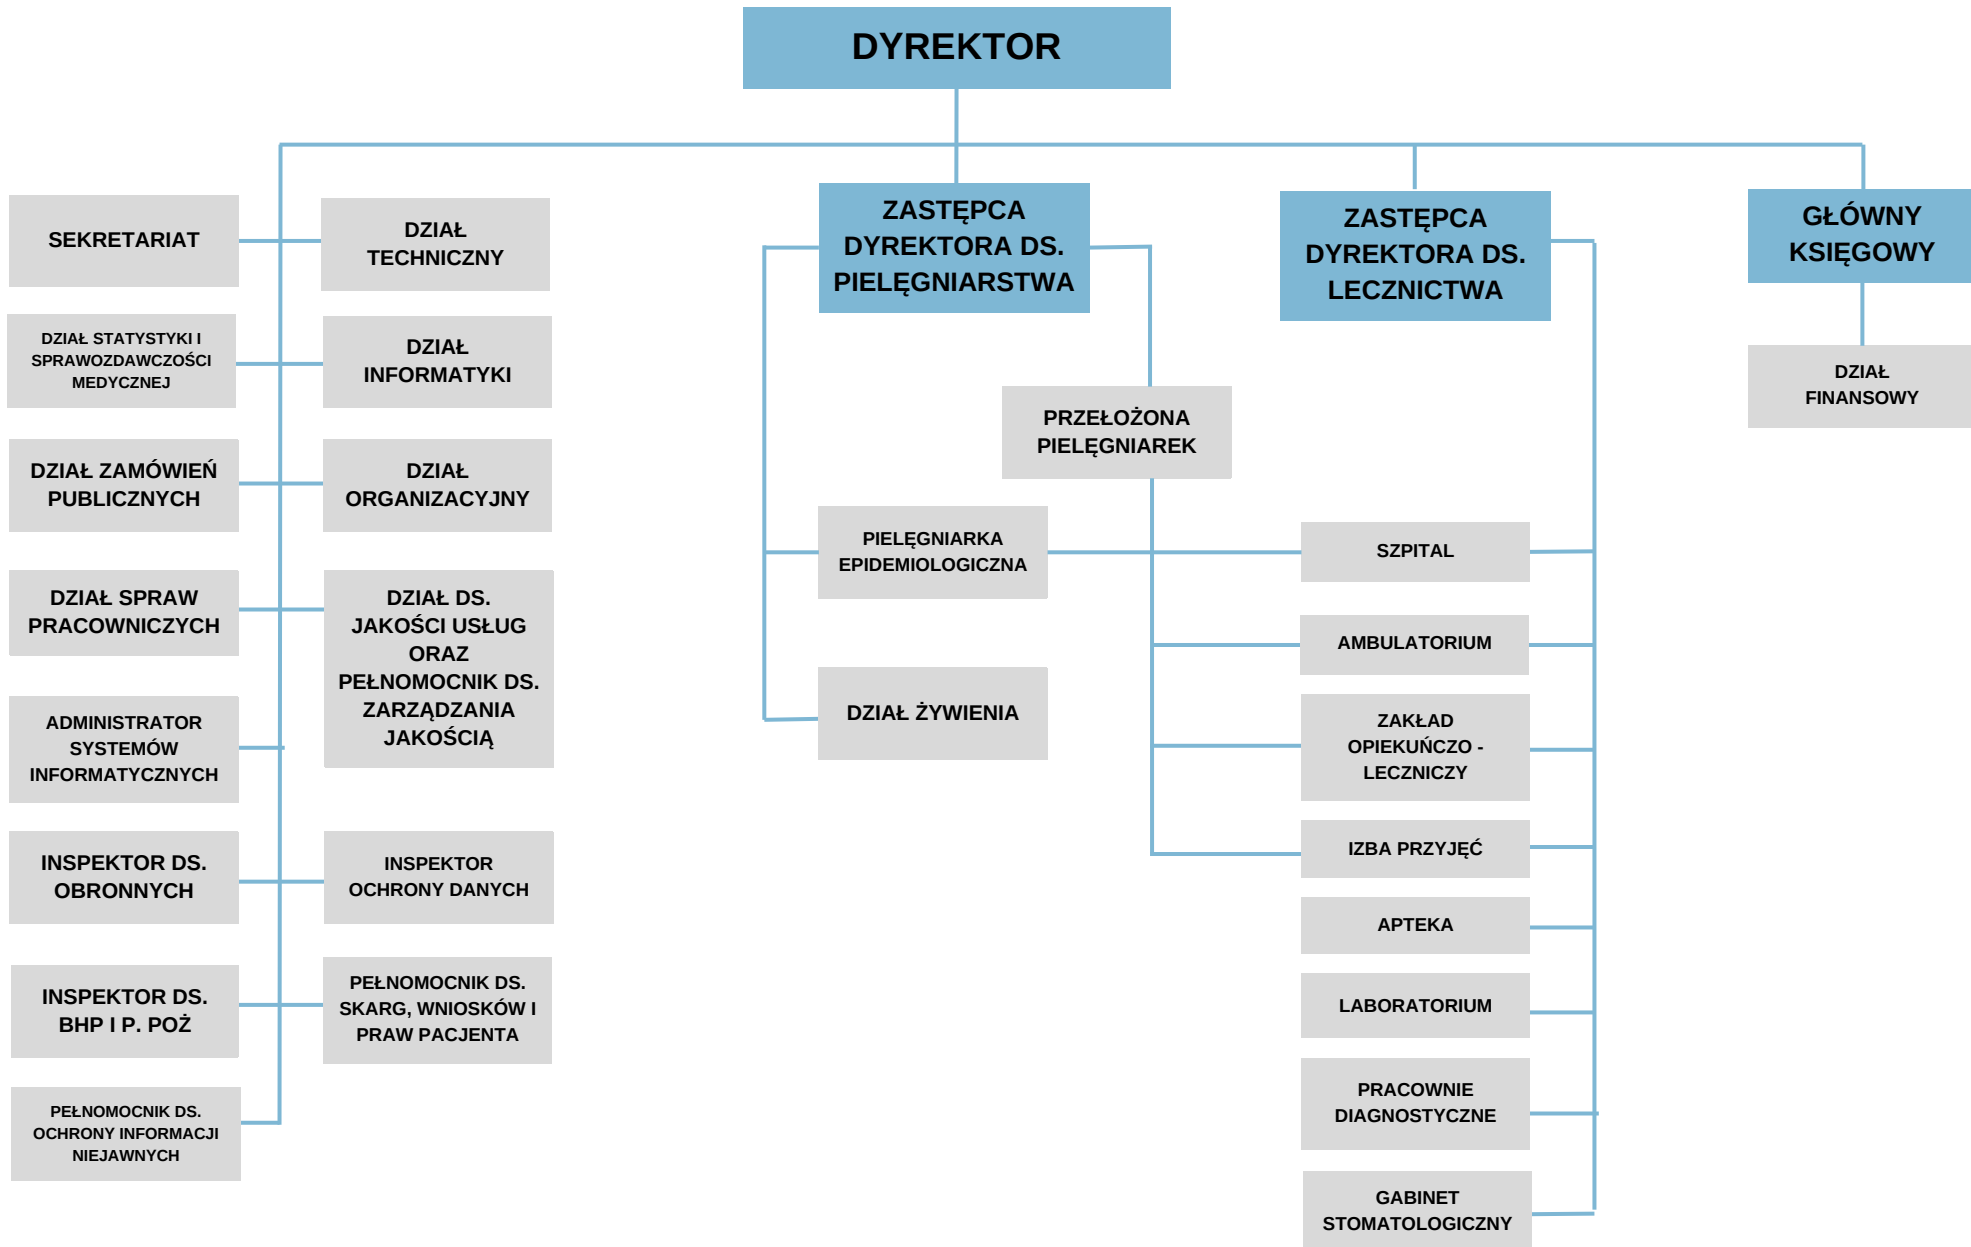 DYREKTOR
SEKRETARIAT
DZIAŁ
TECHNICZNY
DZIAŁ STATYSTYKI I
SPRAWOZDAWCZOŚCI
MEDYCZNEJ
DZIAŁ
INFORMATYKI
DZIAŁ ZAMÓWIEŃ
PUBLICZNYCH
DZIAŁ
ORGANIZACYJNY
DZIAŁ SPRAW
PRACOWNICZYCH
DZIAŁ DS.
JAKOŚCI USŁUG
ORAZ
PEŁNOMOCNIK DS.
ZARZĄDZANIA
JAKOŚCIĄ
ADMINISTRATOR
SYSTEMÓW
INFORMATYCZNYCH
INSPEKTOR DS.
OBRONNYCH
INSPEKTOR
OCHRONY DANYCH
INSPEKTOR DS.
BHP I P. POŻ
PEŁNOMOCNIK DS.
SKARG, WNIOSKÓW I
PRAW PACJENTA
PEŁNOMOCNIK DS.
OCHRONY INFORMACJI
NIEJAWNYCH
ZASTĘPCA
DYREKTORA DS.
PIELĘGNIARSTWA
PRZEŁOŻONA
PIELĘGNIAREK
PIELĘGNIARKA
EPIDEMIOLOGICZNA
DZIAŁ ŻYWIENIA
ZASTĘPCA
DYREKTORA DS.
LECZNICTWA
SZPITAL
AMBULATORIUM
ZAKŁAD
OPIEKUŃCZO -
LECZNICZY
IZBA PRZYJĘĆ
APTEKA
LABORATORIUM
PRACOWNIE
DIAGNOSTYCZNE
GABINET
STOMATOLOGICZNY
GŁÓWNY
KSIĘGOWY
DZIAŁ
FINANSOWY